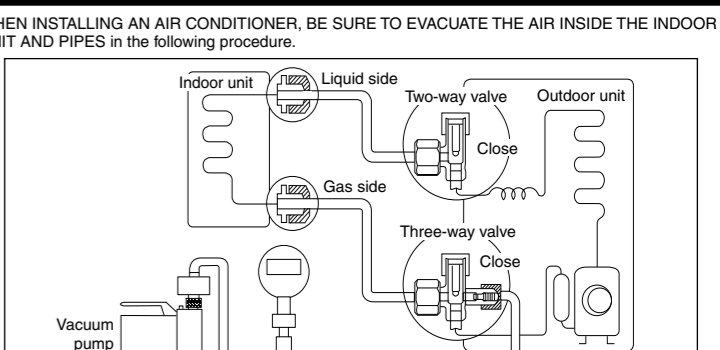 HEN INSTALLING AN AIR CONDITIONER, BE SURE TO EVACUATE THE AIR INSIDE THE INDOOR
NIT AND PIPES in the following procedure.
Indoor unit
Liquid side
Two-way valve
Outdoor unit
Close
Gas side
Three-way valve
Close
Vacuum
pump